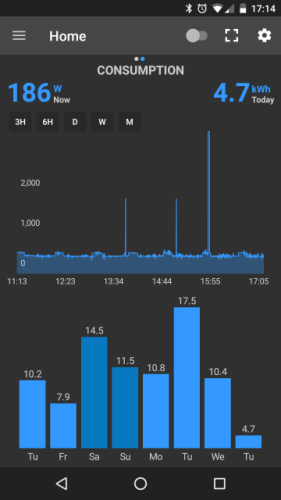 17:14
Home
CONSUMPTION
186 W Now
4.7 kWh Today
3H 6H D W M
2,000
1,000
0
11:13 12:23 13:34 14:44 15:55 17:05
10.2 7.9 14.5 11.5 10.8 17.5 10.4 4.7
Tu Fr Sa Su Mo Tu We Tu